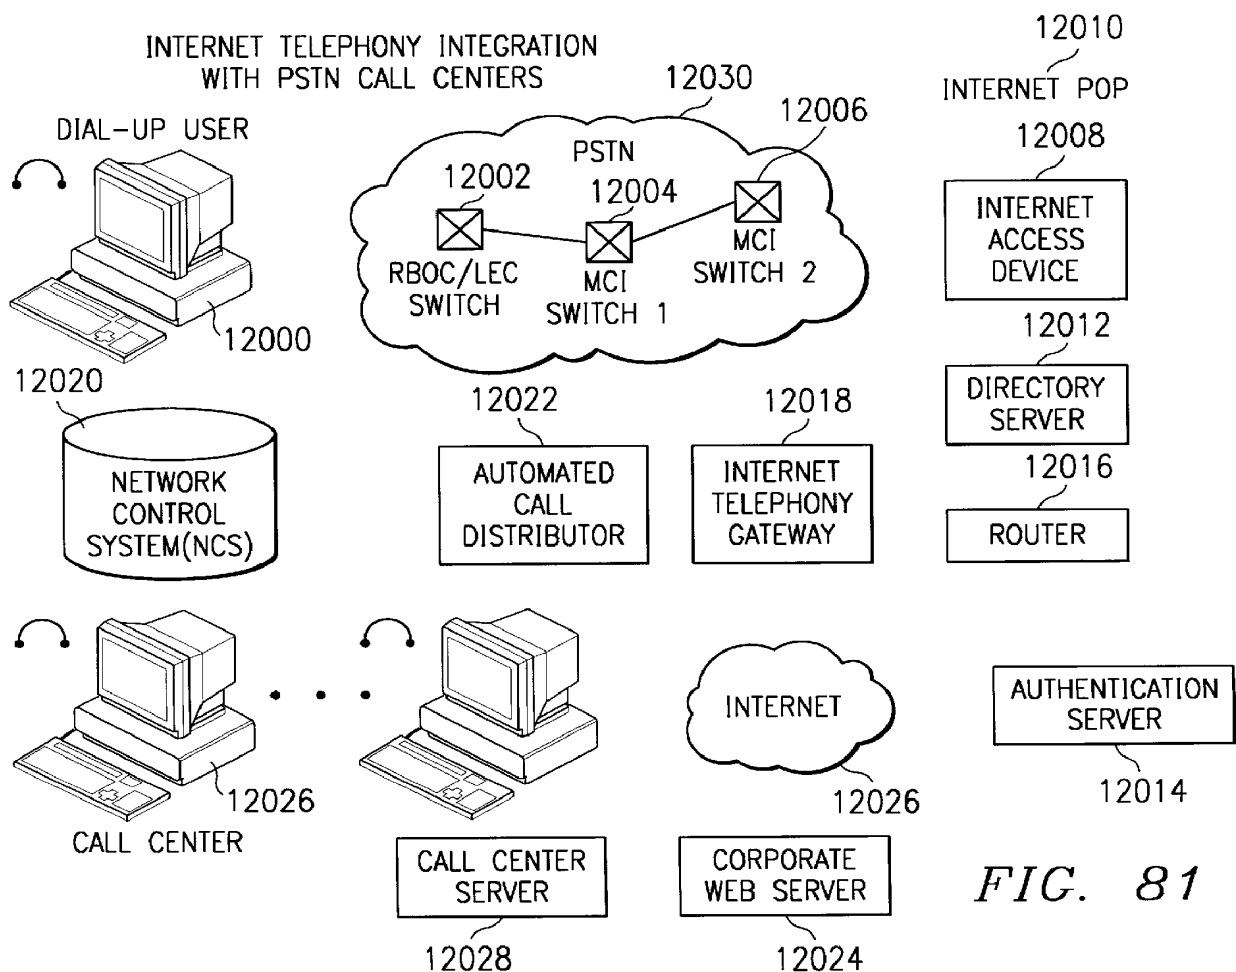 INTERNET TELEPHONY INTEGRATION
WITH PSTN CALL CENTERS
12010
INTERNET POP
DIAL-UP USER
12000
12030
PSTN
12002
RBOC/LEC
SWITCH
12004
MCI
SWITCH 1
12006
MCI
SWITCH 2
12008
INTERNET
ACCESS
DEVICE
12012
DIRECTORY
SERVER
12016
ROUTER
12020
NETWORK
CONTROL
SYSTEM(NCS)
12022
AUTOMATED
CALL
DISTRIBUTOR
12018
INTERNET
TELEPHONY
GATEWAY
12026
CALL CENTER
INTERNET
12026
AUTHENTICATION
SERVER
12014
CALL CENTER
SERVER
12028
CORPORATE
WEB SERVER
12024
FIG. 81